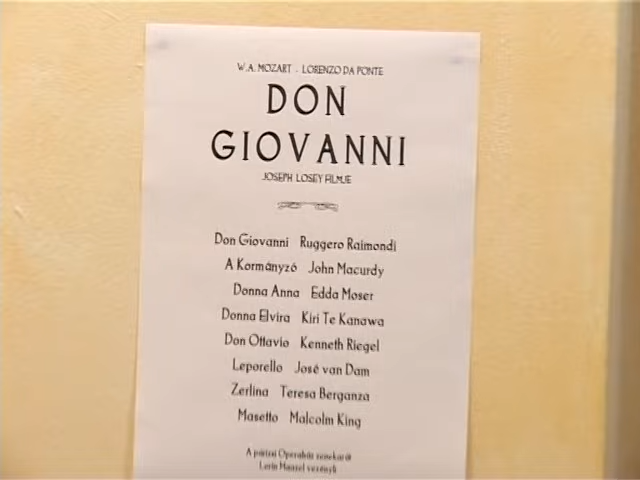 W.A. MOZART - LORENZO DA PONTE
DON
GIOVANNI
JOSEPH LOSEY FILMJE
Don Giovanni Ruggero Raimondi
A Kormányzó John Macurdy
Donna Anna Edda Moser
Donna Elvira Kiri Te Kanawa
Don Ottavio Kenneth Riegel
Leporello José van Dam
Zerlina Teresa Berganza
Masetto Malcolm King
A párizsi Operaház zenekarát
Lorin Maazel vezényli